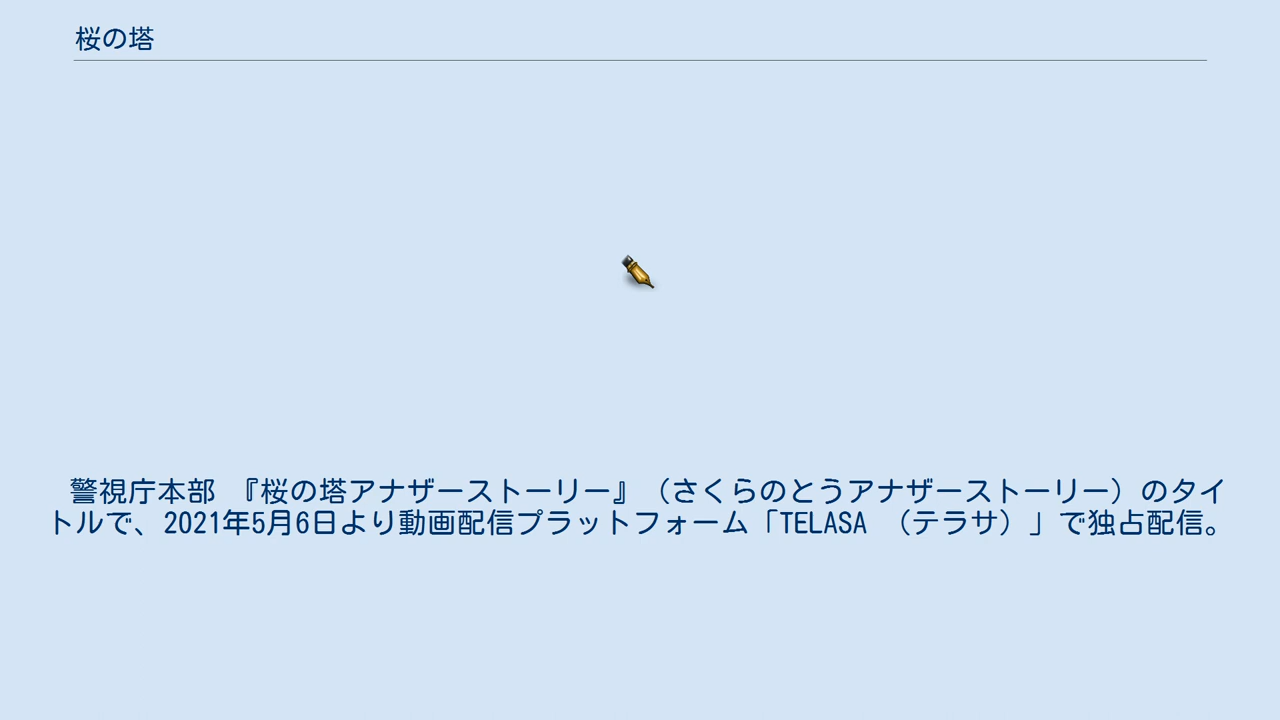 桜の塔
警視庁本部 『桜の塔アナザーストーリー』（さくらのとうアナザーストーリー）のタイ
トルで、2021年5月6日より動画配信プラットフォーム「TELASA （テラサ）」で独占配信。